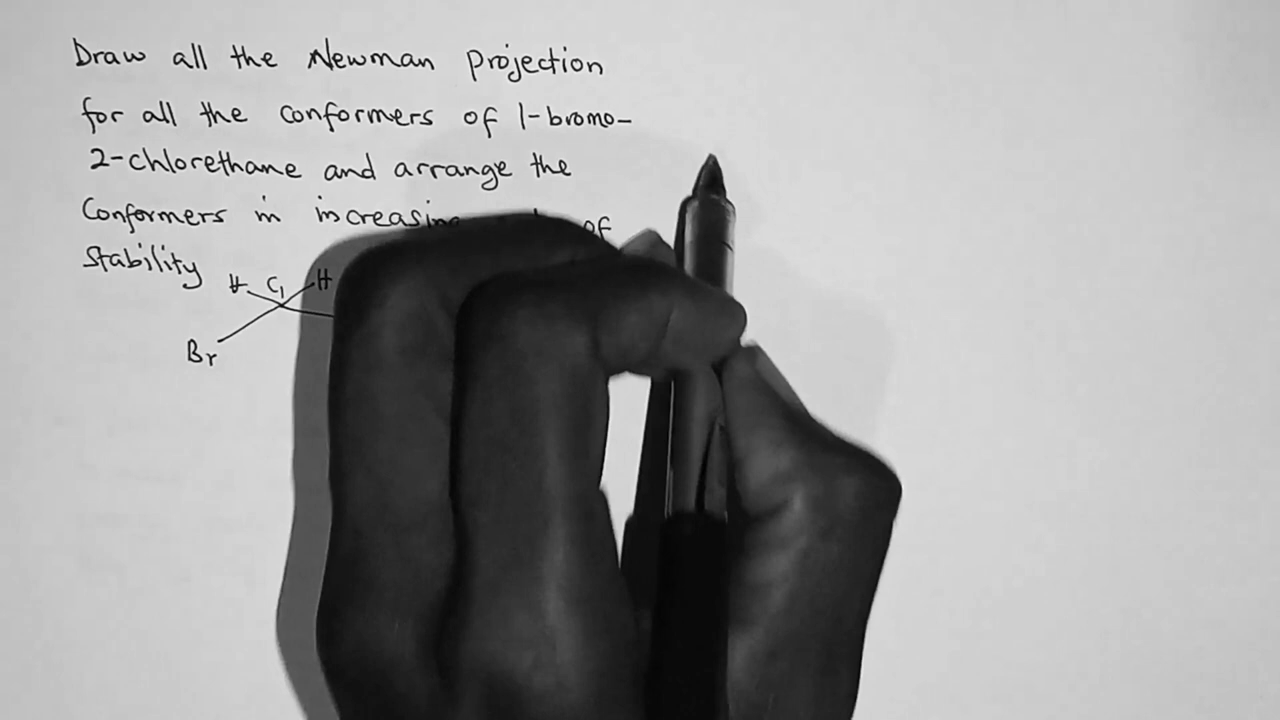 Draw all the Newman projection
for all the conformers of 1-bromo-
2-chlorethane and arrange the
Conformers in of
Stability
H C1 H
Br